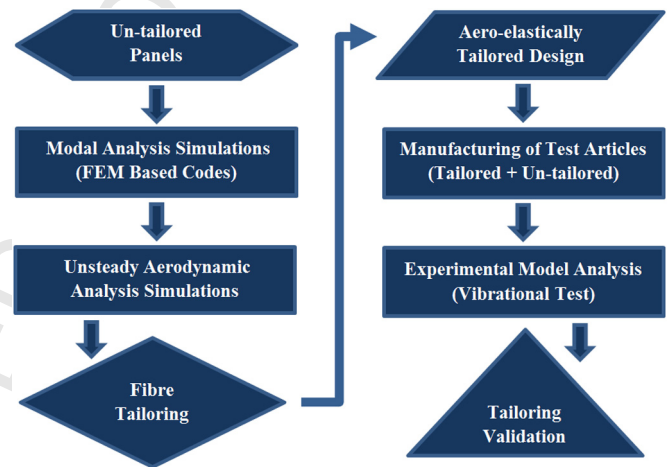 Un-tailored
Panels
Modal Analysis Simulations
(FEM Based Codes)
Unsteady Aerodynamic
Analysis Simulations
Fibre
Tailoring
Aero-elastically
Tailored Design
Manufacturing of Test Articles
(Tailored + Un-tailored)
Experimental Model Analysis
(Vibrational Test)
Tailoring
Validation